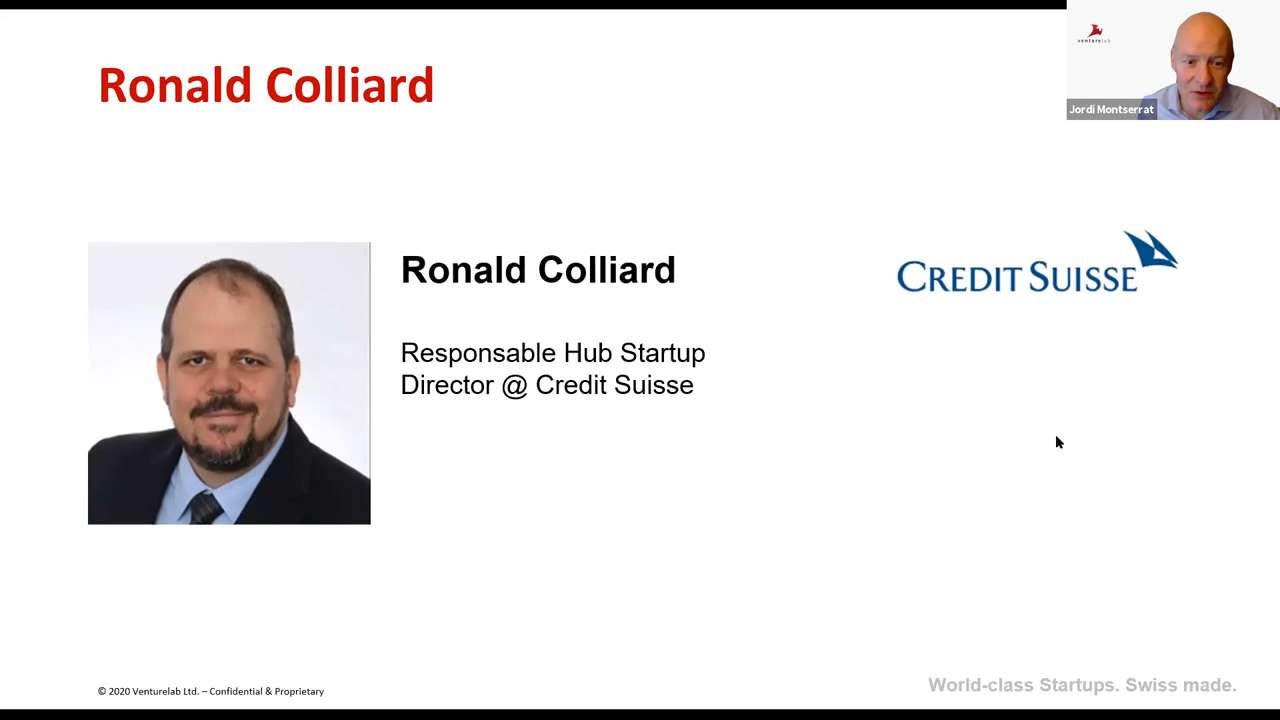 Ronald Colliard
venturelab
Jordi Montserrat
Ronald Colliard
CREDIT SUISSE
Responsable Hub Startup
Director @ Credit Suisse
© 2020 Venturelab Ltd. – Confidential & Proprietary
World-class Startups. Swiss made.